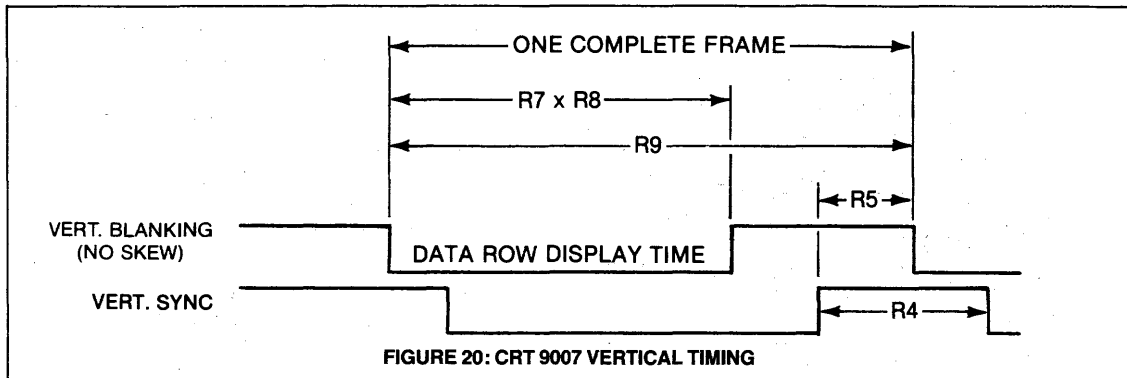 ONE COMPLETE FRAME
R7 x R8
R9
R5
VERT. BLANKING
(NO SKEW)
DATA ROW DISPLAY TIME
VERT. SYNC
R4
FIGURE 20: CRT 9007 VERTICAL TIMING